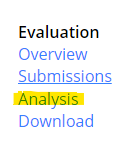 Evaluation
Overview
Submissions
Analysis
Download